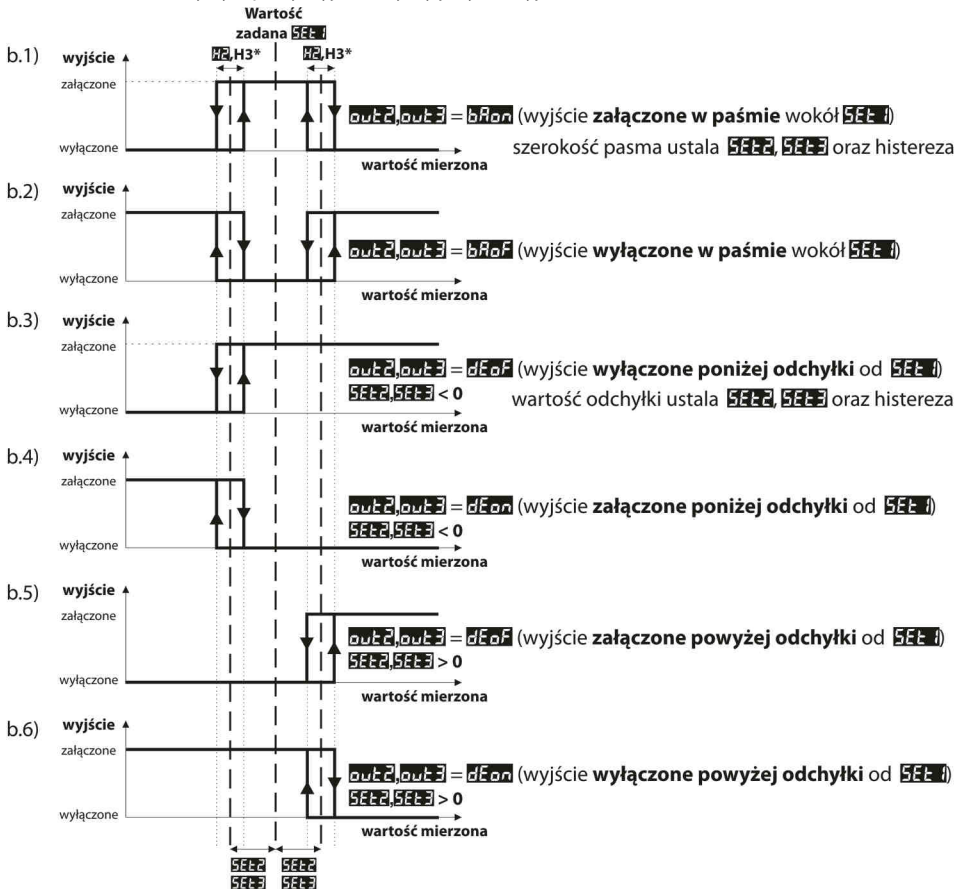 Wartość
zadana SEt1
H2,H3* H2,H3*
b.1) wyjście
załączone
out2,out3 = bAon (wyjście załączone w paśmie wokół SEt1)
wyłączone
szerokość pasma ustala SEt2, SEt3 oraz histereza
wartość mierzona
b.2) wyjście
załączone
out2,out3 = bAoF (wyjście wyłączone w paśmie wokół SEt1)
wyłączone
wartość mierzona
b.3) wyjście
załączone
out2,out3 = dEoF (wyjście wyłączone poniżej odchyłki od SEt1)
SEt2,SEt3 < 0 wartość odchyłki ustala SEt2, SEt3 oraz histereza
wyłączone
wartość mierzona
b.4) wyjście
załączone
out2,out3 = dEon (wyjście załączone poniżej odchyłki od SEt1)
SEt2,SEt3 < 0
wyłączone
wartość mierzona
b.5) wyjście
załączone
out2,out3 = dEoF (wyjście załączone powyżej odchyłki od SEt1)
SEt2,SEt3 > 0
wyłączone
wartość mierzona
b.6) wyjście
załączone
out2,out3 = dEon (wyjście wyłączone powyżej odchyłki od SEt1)
SEt2,SEt3 > 0
wyłączone
wartość mierzona
SEt2 SEt2
SEt3 SEt3